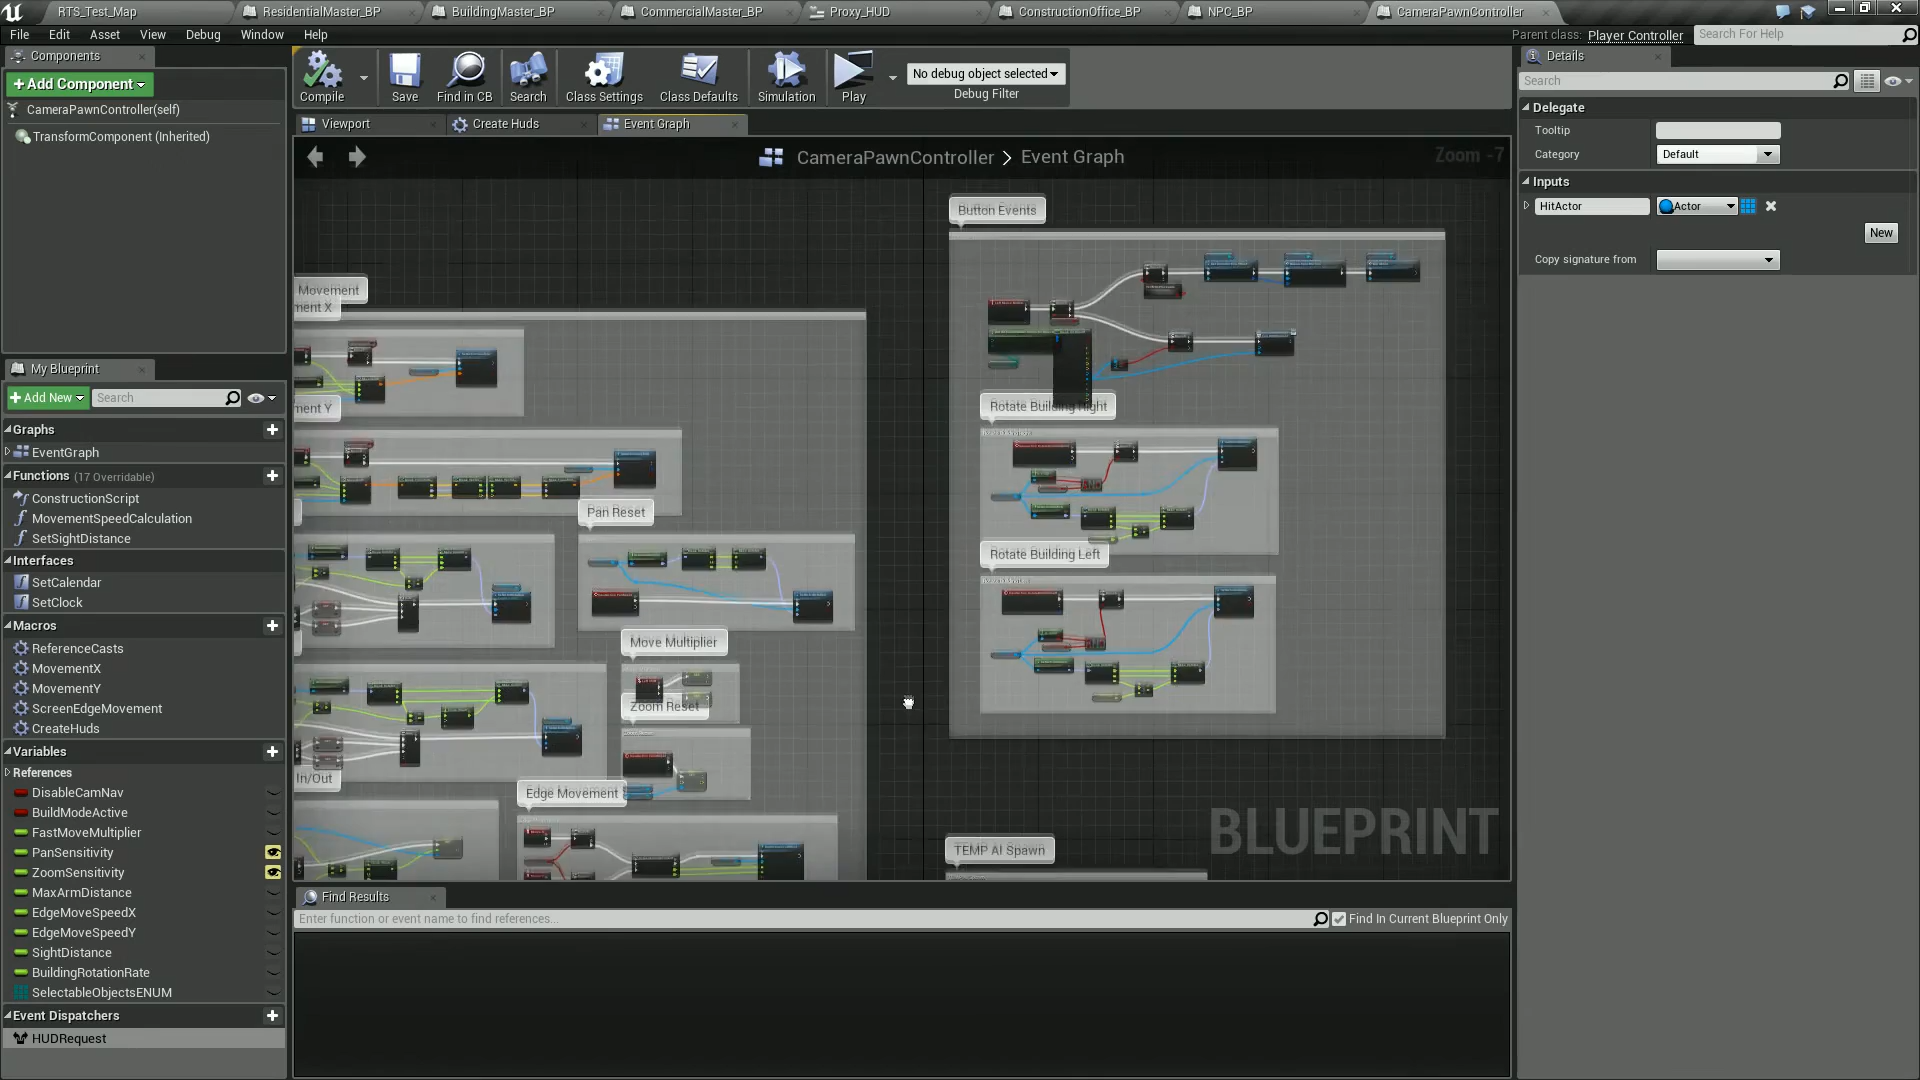 RTS_Test_Map
ResidentialMaster_BP
BuildingMaster_BP
CommercialMaster_BP
Proxy_HUD
ConstructionOffice_BP
NPC_BP
CameraPawnController
File Edit Asset View Debug Window Help
Parent class: Player Controller
Search For Help
Components
+Add Component
CameraPawnController(self)
TransformComponent (Inherited)
Compile
Save
Find in CB
Search
Class Settings
Class Defaults
Simulation
Play
No debug object selected
Debug Filter
Viewport
Create Huds
Event Graph
CameraPawnController > Event Graph
Zoom -7
Button Events
Movement
ment X
ment Y
Pan Reset
Move Multiplier
Zoom Reset
In/Out
Edge Movement
Rotate Building Right
Rotate Building Left
TEMP AI Spawn
BLUEPRINT
My Blueprint
+Add New
Search
Graphs
EventGraph
Functions (17 Overridable)
ConstructionScript
MovementSpeedCalculation
SetSightDistance
Interfaces
SetCalendar
SetClock
Macros
ReferenceCasts
MovementX
MovementY
ScreenEdgeMovement
CreateHuds
Variables
References
DisableCamNav
BuildModeActive
FastMoveMultiplier
PanSensitivity
ZoomSensitivity
MaxArmDistance
EdgeMoveSpeedX
EdgeMoveSpeedY
SightDistance
BuildingRotationRate
SelectableObjectsENUM
Event Dispatchers
HUDRequest
Find Results
Enter function or event name to find references...
Find In Current Blueprint Only
Details
Search
Delegate
Tooltip
Category
Default
Inputs
HitActor
Actor
New
Copy signature from